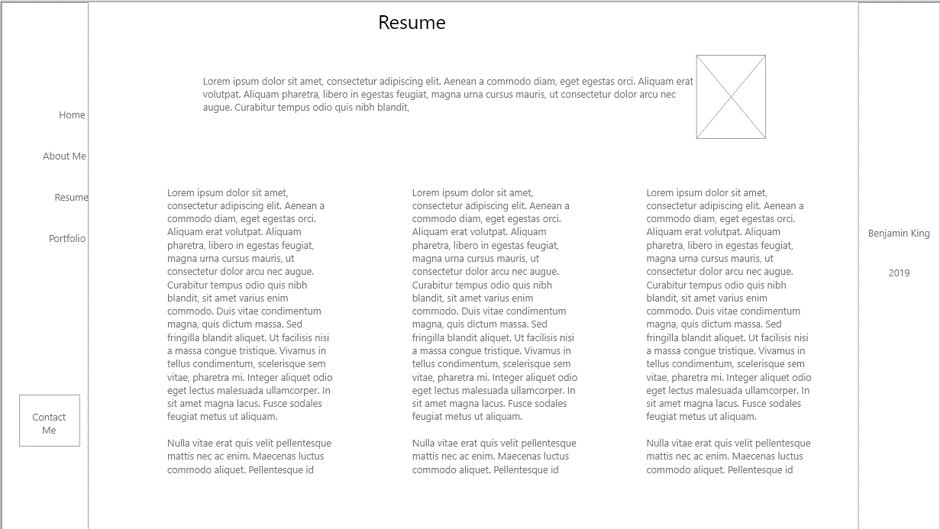 Resume
Lorem ipsum dolor sit amet, consectetur adipiscing elit. Aenean a commodo diam, eget egestas orci. Aliquam erat
volutpat. Aliquam pharetra, libero in egestas feugiat, magna urna cursus mauris, ut consectetur dolor arcu nec
augue. Curabitur tempus odio quis nibh blandit,
Home
About Me
Resume
Portfolio
Contact
Me
Lorem ipsum dolor sit amet,
consectetur adipiscing elit. Aenean a
commodo diam, eget egestas orci.
Aliquam erat volutpat. Aliquam
pharetra, libero in egestas feugiat,
magna urna cursus mauris, ut
consectetur dolor arcu nec augue.
Curabitur tempus odio quis nibh
blandit, sit amet varius enim
commodo. Duis vitae condimentum
magna, quis dictum massa. Sed
fringilla blandit aliquet. Ut facilisis nisi
a massa congue tristique. Vivamus in
tellus condimentum, scelerisque sem
vitae, pharetra mi. Integer aliquet odio
eget lectus malesuada ullamcorper. In
sit amet magna lacus. Fusce sodales
feugiat metus ut aliquam.
Nulla vitae erat quis velit pellentesque
mattis nec ac enim. Maecenas luctus
commodo aliquet. Pellentesque id
Lorem ipsum dolor sit amet,
consectetur adipiscing elit. Aenean a
commodo diam, eget egestas orci.
Aliquam erat volutpat. Aliquam
pharetra, libero in egestas feugiat,
magna urna cursus mauris, ut
consectetur dolor arcu nec augue.
Curabitur tempus odio quis nibh
blandit, sit amet varius enim
commodo. Duis vitae condimentum
magna, quis dictum massa. Sed
fringilla blandit aliquet. Ut facilisis nisi
a massa congue tristique. Vivamus in
tellus condimentum, scelerisque sem
vitae, pharetra mi. Integer aliquet odio
eget lectus malesuada ullamcorper. In
sit amet magna lacus. Fusce sodales
feugiat metus ut aliquam.
Nulla vitae erat quis velit pellentesque
mattis nec ac enim. Maecenas luctus
commodo aliquet. Pellentesque id
Lorem ipsum dolor sit amet,
consectetur adipiscing elit. Aenean a
commodo diam, eget egestas orci.
Aliquam erat volutpat. Aliquam
pharetra, libero in egestas feugiat,
magna urna cursus mauris, ut
consectetur dolor arcu nec augue.
Curabitur tempus odio quis nibh
blandit, sit amet varius enim
commodo. Duis vitae condimentum
magna, quis dictum massa. Sed
fringilla blandit aliquet. Ut facilisis nisi
a massa congue tristique. Vivamus in
tellus condimentum, scelerisque sem
vitae, pharetra mi. Integer aliquet odio
eget lectus malesuada ullamcorper. In
sit amet magna lacus. Fusce sodales
feugiat metus ut aliquam.
Nulla vitae erat quis velit pellentesque
mattis nec ac enim. Maecenas luctus
commodo aliquet. Pellentesque id
Benjamin King
2019